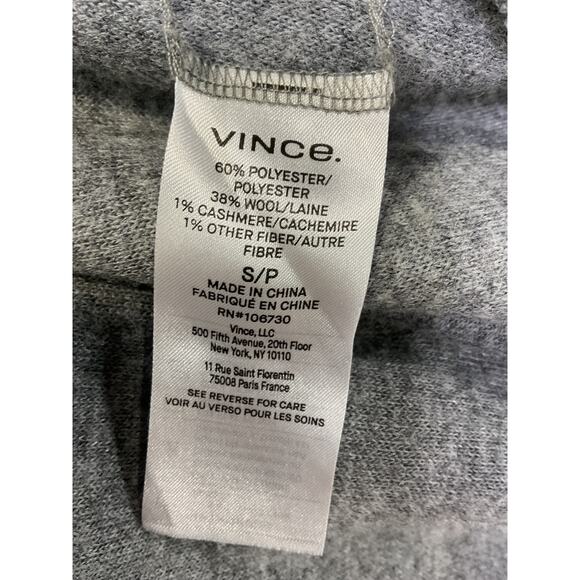 VINCe.
60% POLYESTER/
POLYESTER
38% WOOL/LAINE
1% CASHMERE/CACHEMIRE
1% OTHER FIBER/AUTRE
FIBRE
S/P
MADE IN CHINA
FABRIQUÉ EN CHINE
RN#106730
Vince, LLC
500 Fifth Avenue, 20th Floor
New York, NY 10110
11 Rue Saint Florentin
75008 Paris France
SEE REVERSE FOR CARE
VOIR AU VERSO POUR LES SOINS